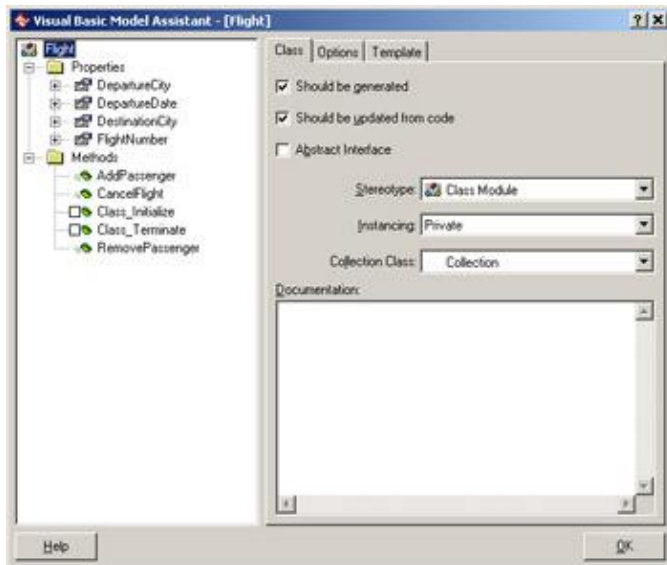 Visual Basic Model Assistant - [Flight]
Flight
Properties
DepartureCity
DepartureDate
DestinationCity
FlightNumber
Methods
AddPassenger
CancelFlight
Class_Initialize
Class_Terminate
RemovePassenger
Class Options Template
Should be generated
Should be updated from code
Abstract Interface
Stereotype: Class Module
Instancing: Private
Collection Class: Collection
Documentation:
Help
OK